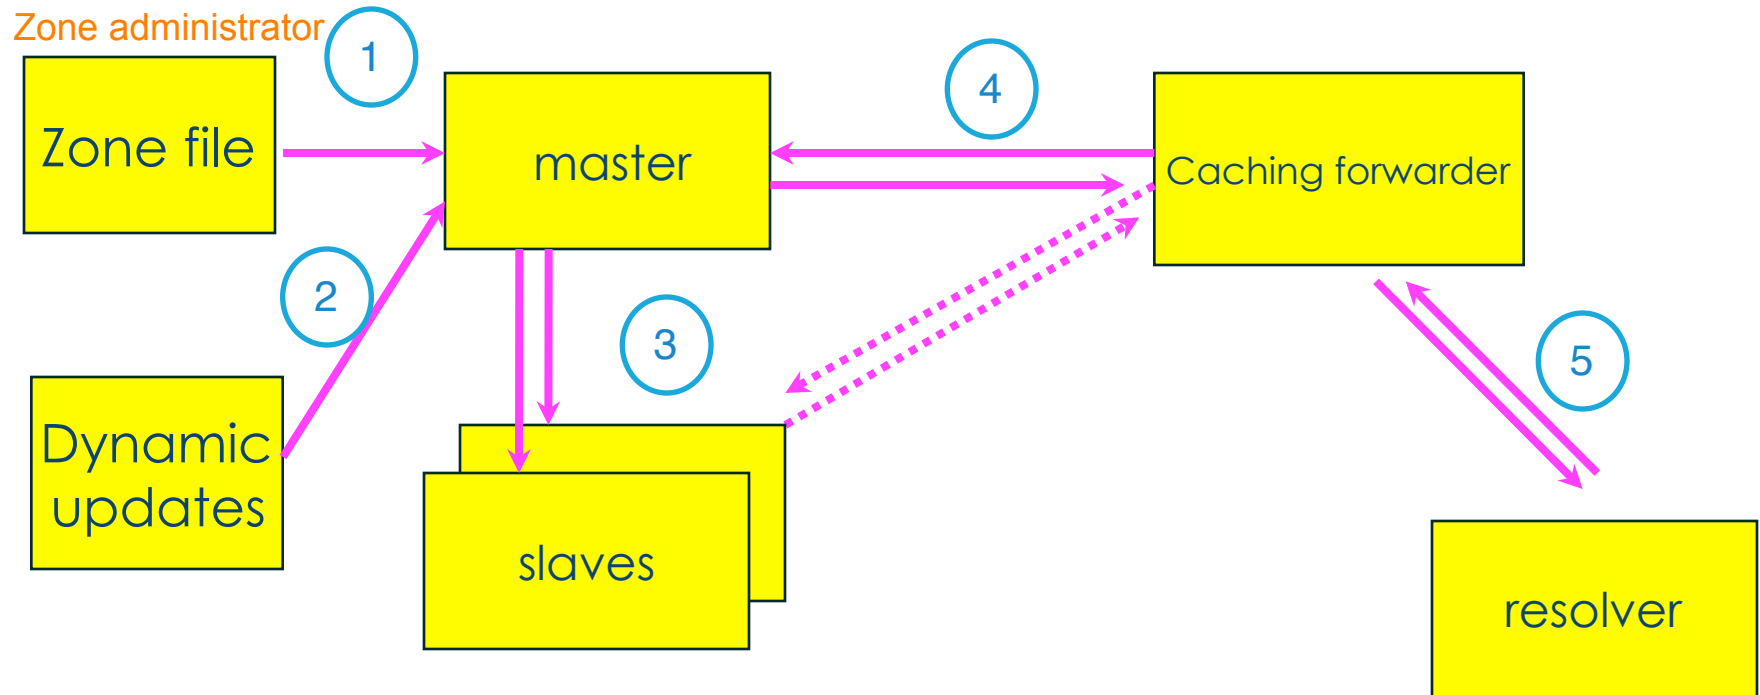 Zone administrator
1
4
Zone file
master
Caching forwarder
2
3
5
Dynamic
updates
slaves
resolver